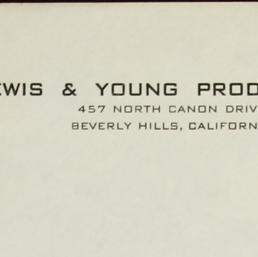 EWIS & YOUNG PROD
457 NORTH CANON DRIV
BEVERLY HILLS, CALIFORN